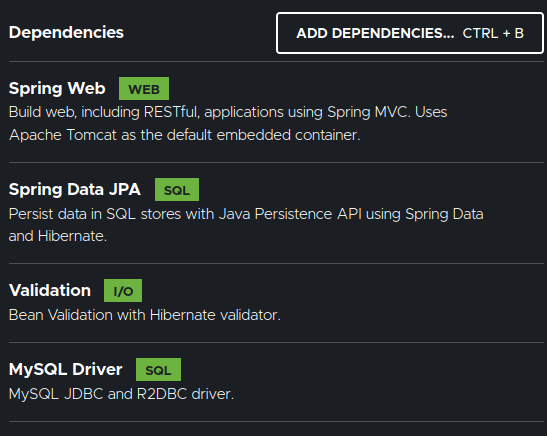 Dependencies
ADD DEPENDENCIES... CTRL + B
Spring Web WEB
Build web, including RESTful, applications using Spring MVC. Uses
Apache Tomcat as the default embedded container.
Spring Data JPA SQL
Persist data in SQL stores with Java Persistence API using Spring Data
and Hibernate.
Validation I/O
Bean Validation with Hibernate validator.
MySQL Driver SQL
MySQL JDBC and R2DBC driver.